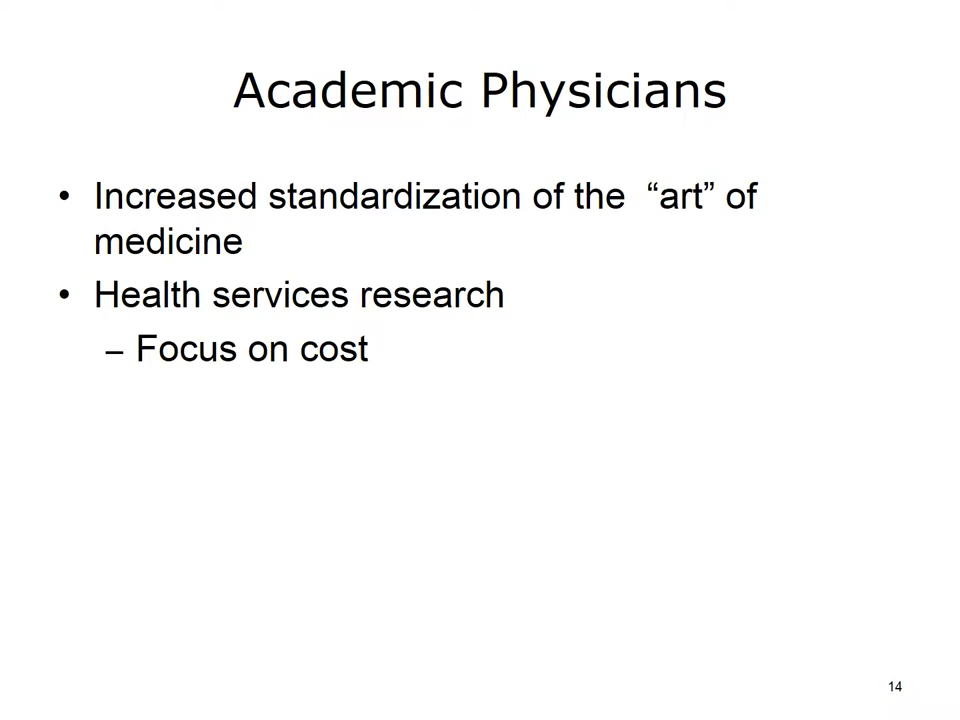 Academic Physicians
• Increased standardization of the “art” of
medicine
• Health services research
– Focus on cost
14